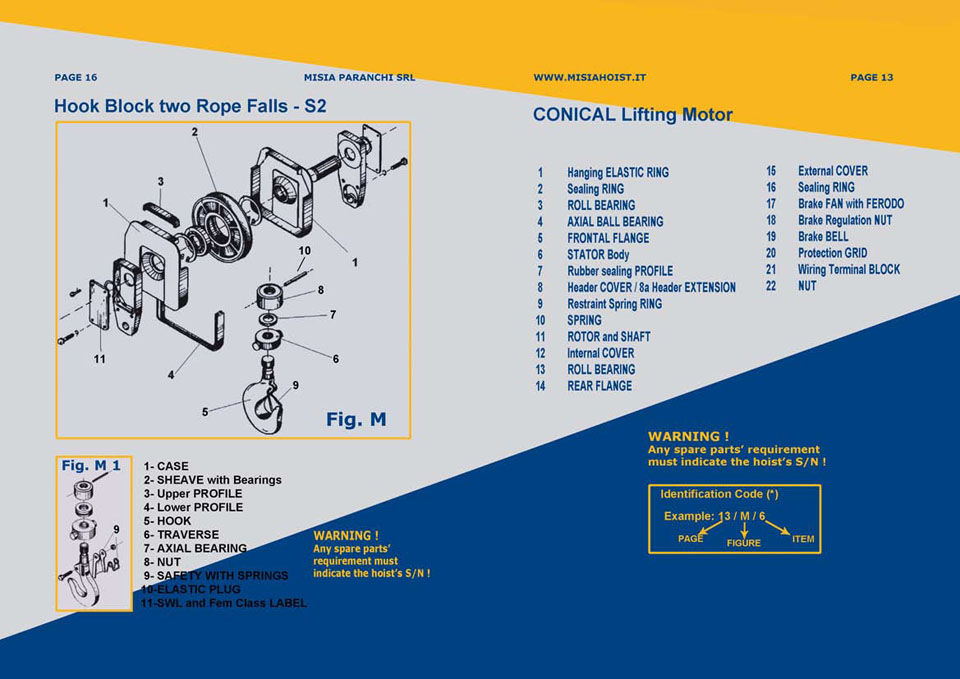 PAGE 16
MISIA PARANCHI SRL
WWW.MISIAHOIST.IT
PAGE 13
Hook Block two Rope Falls - S2
2
3
1
10
1
8
7
11
6
4
9
5
Fig. M
Fig. M 1
9
1- CASE
2- SHEAVE with Bearings
3- Upper PROFILE
4- Lower PROFILE
5- HOOK
6- TRAVERSE
7- AXIAL BEARING
8- NUT
9- SAFETY WITH SPRINGS
10-ELASTIC PLUG
11-SWL and Fem Class LABEL
WARNING !
Any spare parts'
requirement must
indicate the hoist's S/N !
CONICAL Lifting Motor
1 Hanging ELASTIC RING
2 Sealing RING
3 ROLL BEARING
4 AXIAL BALL BEARING
5 FRONTAL FLANGE
6 STATOR Body
7 Rubber sealing PROFILE
8 Header COVER / 8a Header EXTENSION
9 Restraint Spring RING
10 SPRING
11 ROTOR and SHAFT
12 Internal COVER
13 ROLL BEARING
14 REAR FLANGE
15 External COVER
16 Sealing RING
17 Brake FAN with FERODO
18 Brake Regulation NUT
19 Brake BELL
20 Protection GRID
21 Wiring Terminal BLOCK
22 NUT
WARNING !
Any spare parts' requirement
must indicate the hoist's S/N !
Identification Code (*)
Example: 13 / M / 6
PAGE FIGURE ITEM